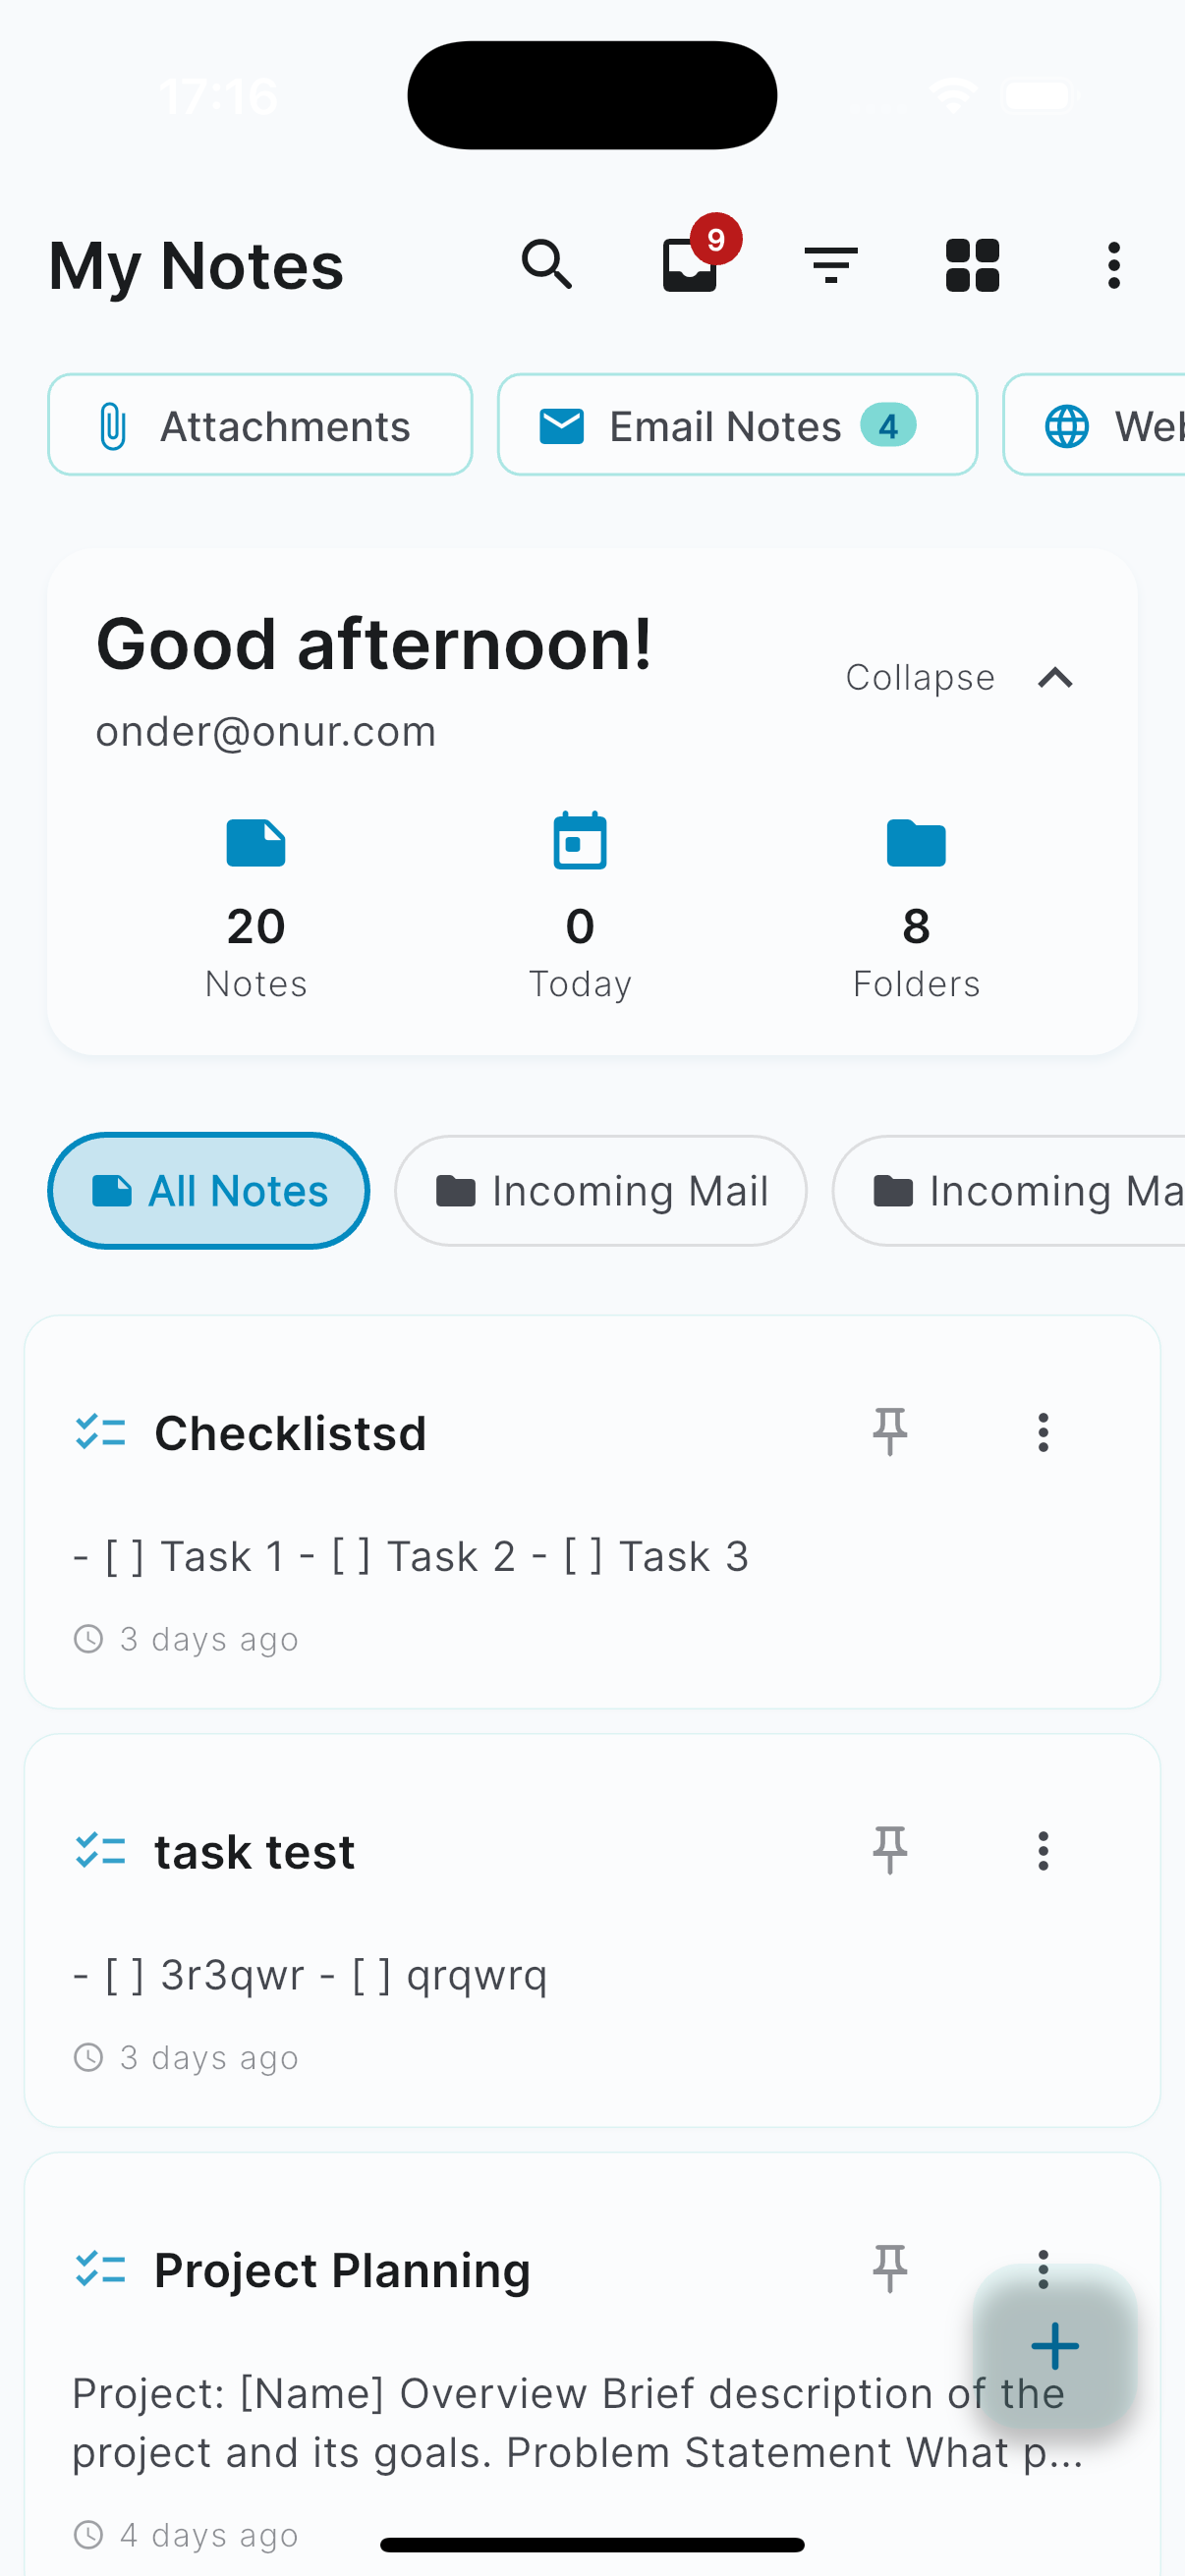 17:16
My Notes
9
Attachments
Email Notes 4
Good afternoon!
Collapse
onder@onur.com
20
0
8
Notes
Today
Folders
All Notes
Incoming Mail
Incoming
Checklistsd
- [ ] Task 1 - [ ] Task 2 - [ ] Task 3
3 days ago
task test
- [ ] 3r3qwr - [ ] qrqwrq
3 days ago
Project Planning
Project: [Name] Overview Brief description of the
project and its goals. Problem Statement What p...
4 days ago